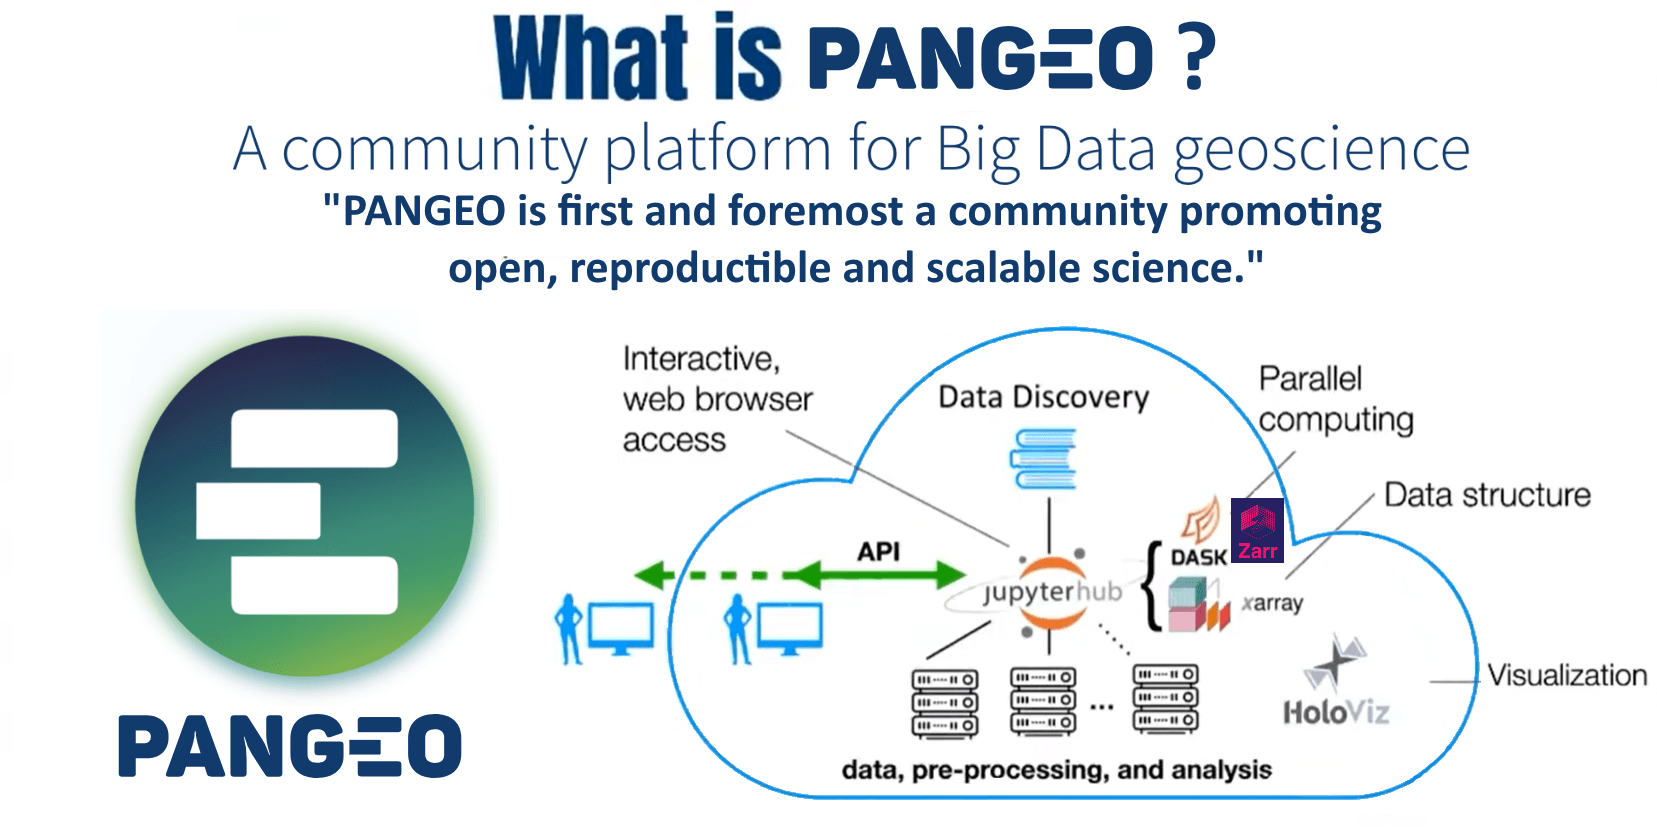 What is PANGEO ?
A community platform for Big Data geoscience
"PANGEO is first and foremost a community promoting
open, reproductible and scalable science."
PANGEO
Interactive,
web browser
access
Data Discovery
Parallel
computing
Data structure
API
DASK
Zarr
jupyterhub
xarray
Visualization
HoloViz
...
data, pre-processing, and analysis